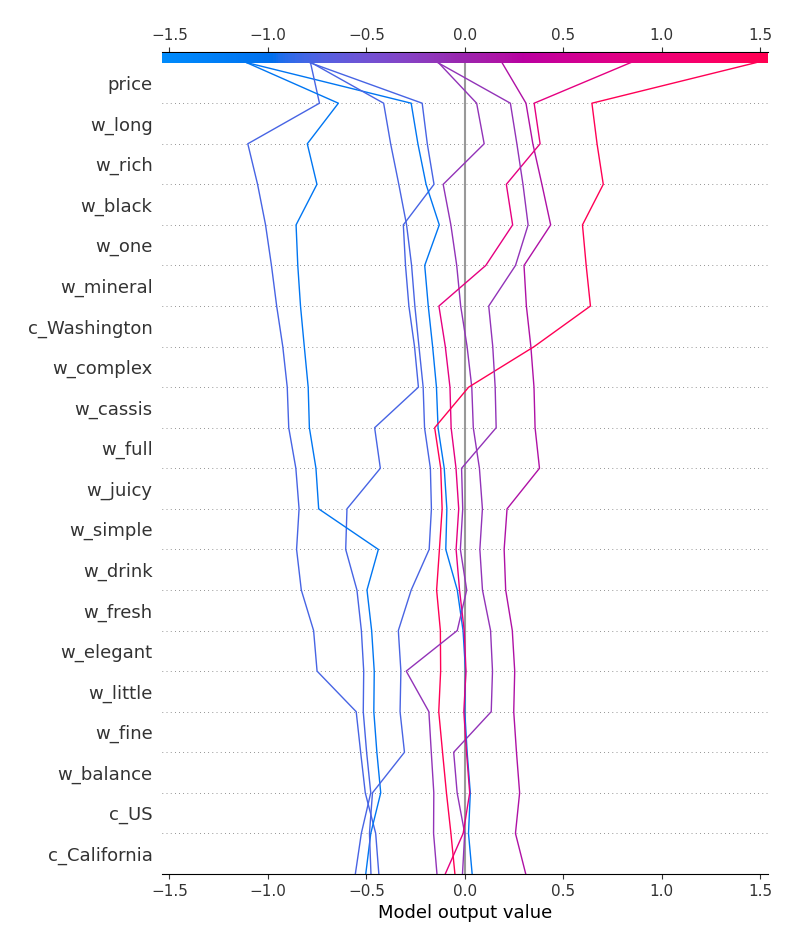 −1.5 −1.0 −0.5 0.0 0.5 1.0 1.5
price
w_long
w_rich
w_black
w_one
w_mineral
c_Washington
w_complex
w_cassis
w_full
w_juicy
w_simple
w_drink
w_fresh
w_elegant
w_little
w_fine
w_balance
c_US
c_California
−1.5 −1.0 −0.5 0.0 0.5 1.0 1.5
Model output value